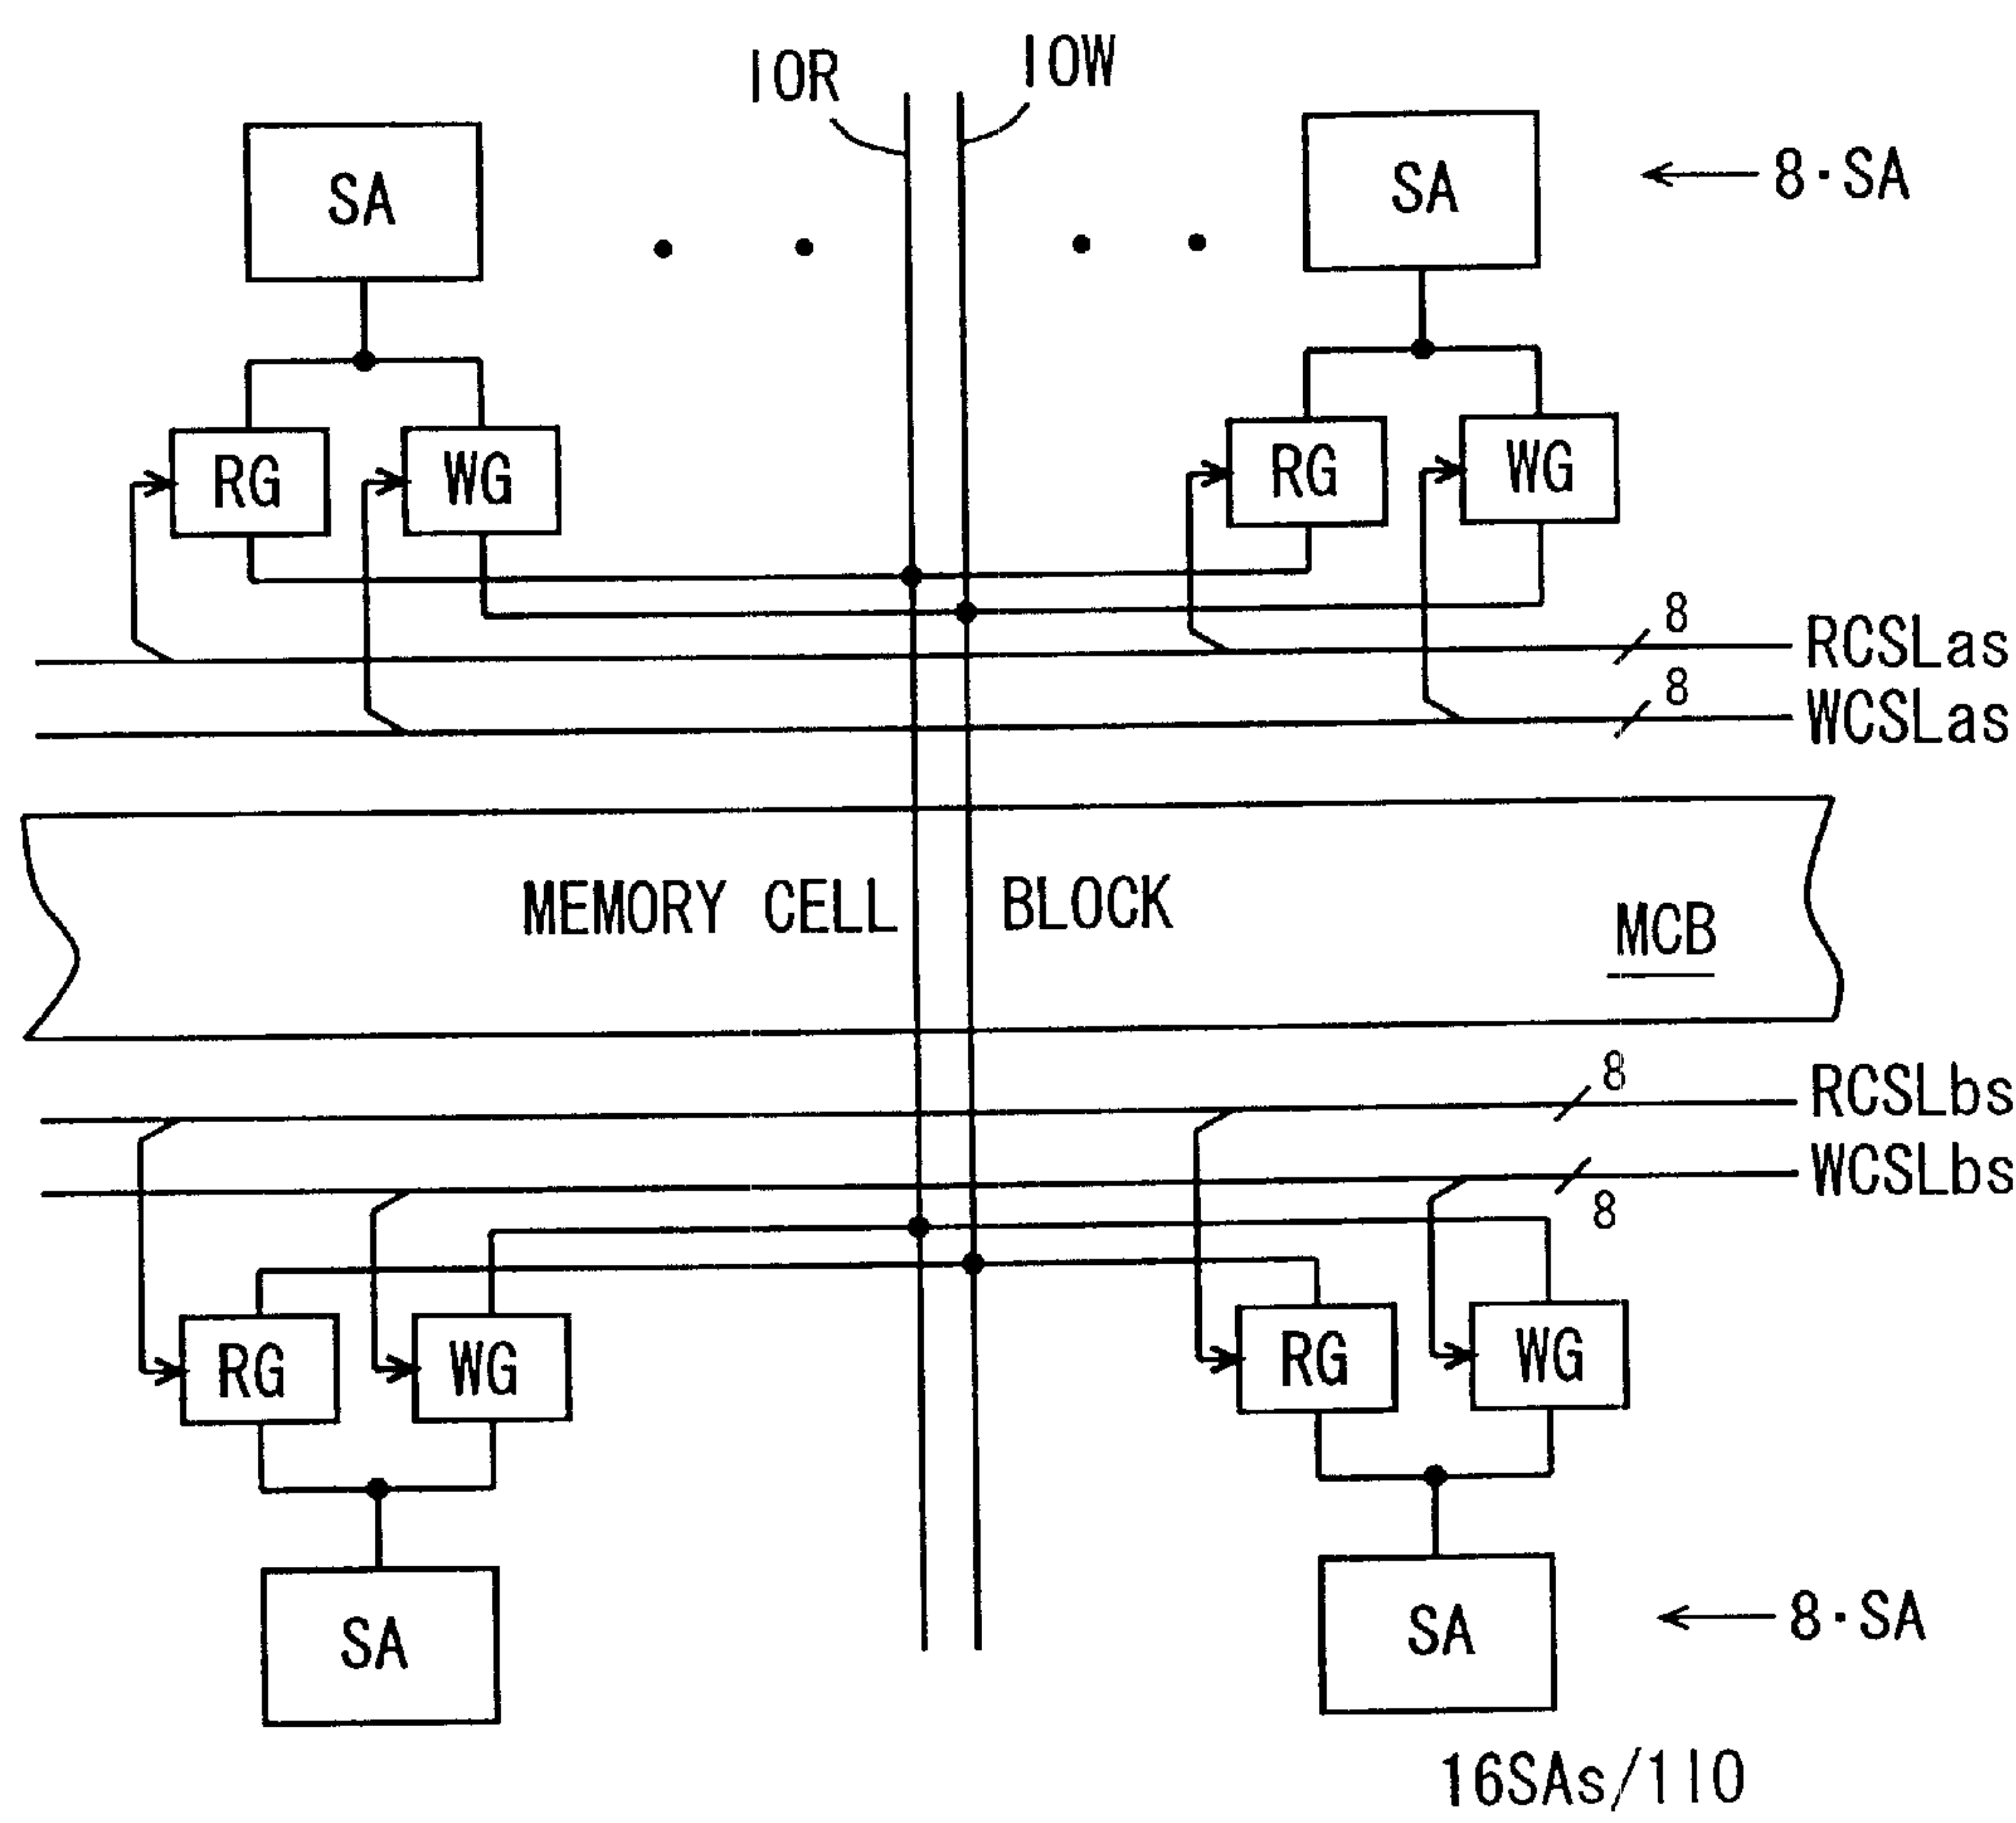 IOR
IOW
SA
SA
8·SA
RG
WG
RG
WG
8
RCSLas
8
WCSLas
MEMORY CELL BLOCK
MCB
8
RCSLbs
WCSLbs
8
RG
WG
RG
WG
SA
SA
8·SA
16SAs/1IO